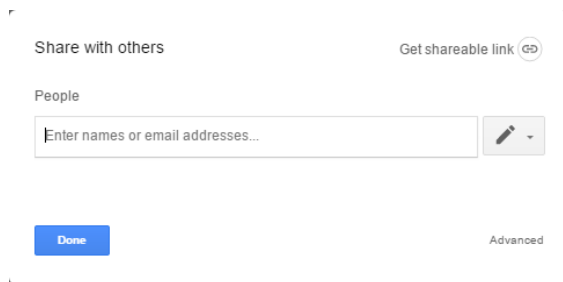 Share with others
Get shareable link
People
Enter names or email addresses...
Done
Advanced